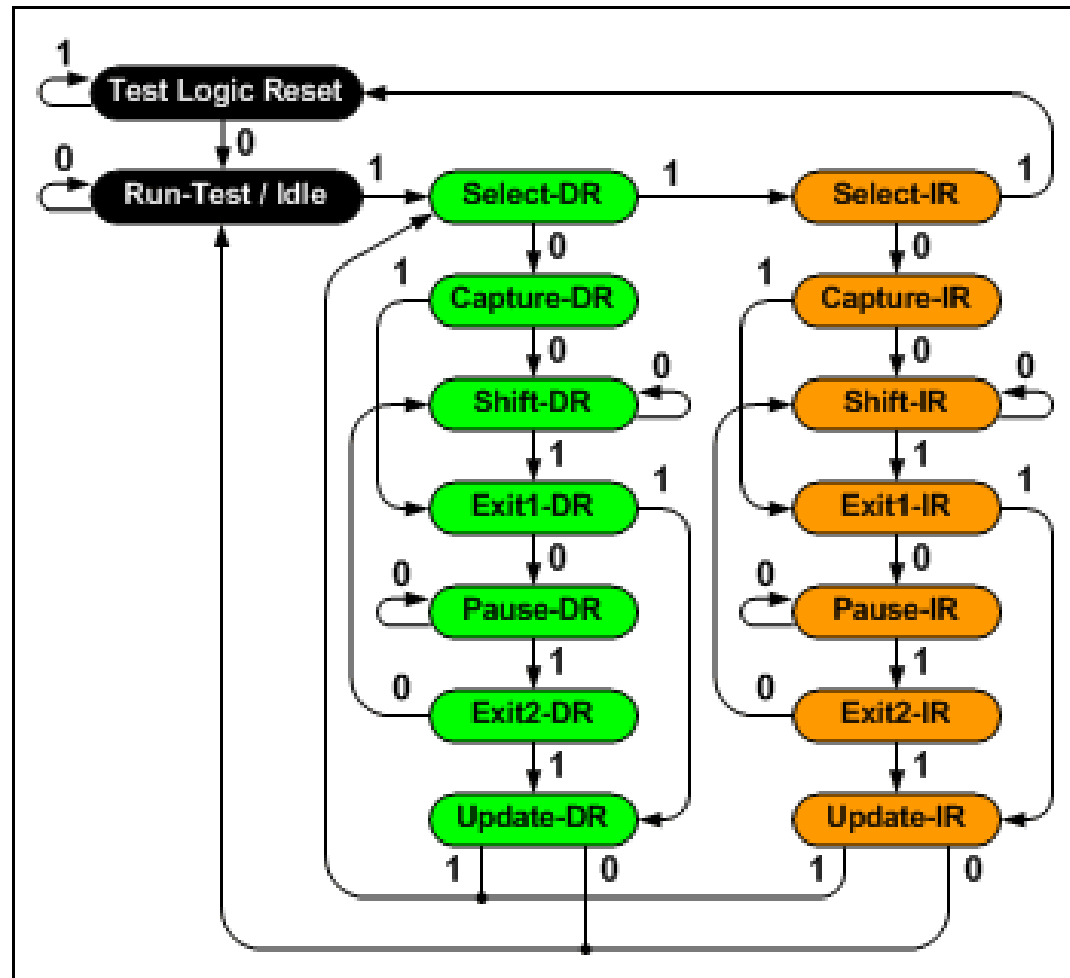 1
Test Logic Reset
0
0
Run-Test / Idle
1
Select-DR
1
Select-IR
1
0
0
1
Capture-DR
1
Capture-IR
0
0
Shift-DR
0
Shift-IR
0
1
1
Exit1-DR
1
Exit1-IR
1
0
0
0
Pause-DR
0
Pause-IR
1
1
0
Exit2-DR
0
Exit2-IR
1
1
Update-DR
Update-IR
1
0
1
0